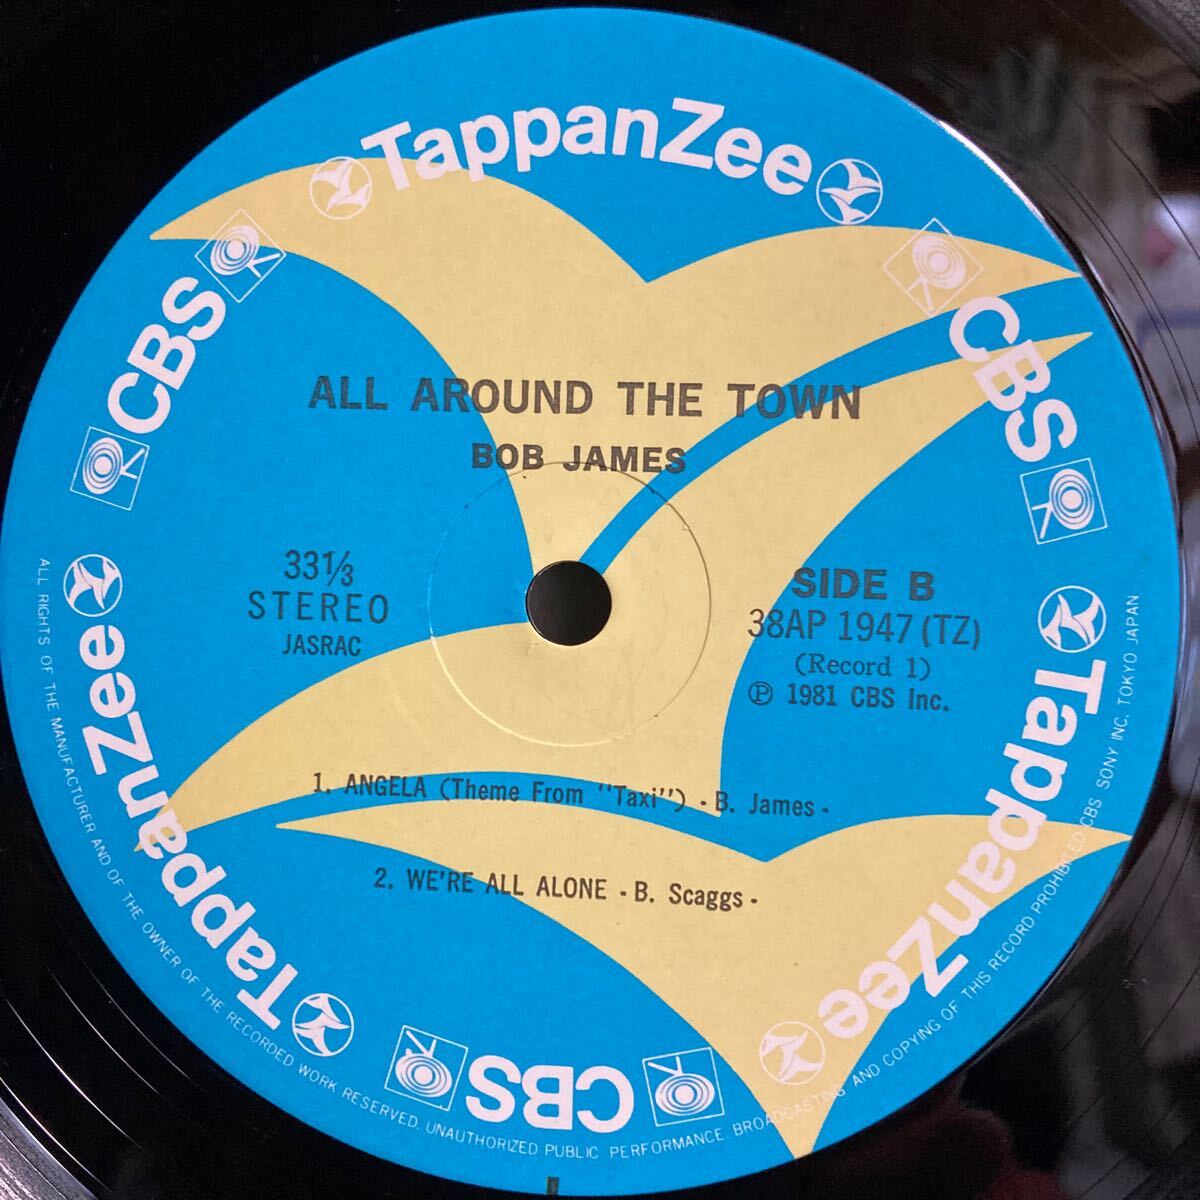 TappanZee
CBS
CBS
ALL AROUND THE TOWN
BOB JAMES
33⅓
STEREO
JASRAC
SIDE B
38AP 1947 (TZ)
(Record 1)
Ⓟ 1981 CBS Inc.
1. ANGELA (Theme From "Taxi") · B. James ·
2. WE'RE ALL ALONE · B. Scaggs ·
TappanZee
TappanZee
TappanZee
CBS
ALL RIGHTS OF THE MANUFACTURER AND OF THE OWNER OF THE RECORDED WORK RESERVED. UNAUTHORIZED PUBLIC PERFORMANCE. BROADCASTING AND COPYING OF THIS RECORD PROHIBITED CBS SONY INC. TOKYO JAPAN